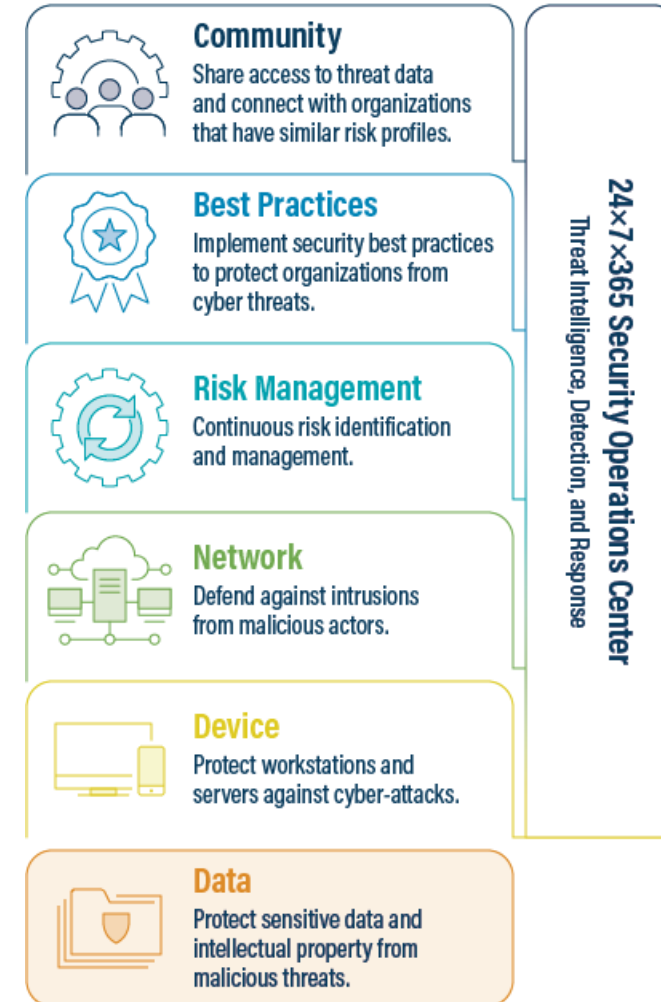 Community
Share access to threat data
and connect with organizations
that have similar risk profiles.
Best Practices
Implement security best practices
to protect organizations from
cyber threats.
Risk Management
Continuous risk identification
and management.
Network
Defend against intrusions
from malicious actors.
Device
Protect workstations and
servers against cyber-attacks.
Data
Protect sensitive data and
intellectual property from
malicious threats.
24×7×365 Security Operations Center
Threat Intelligence, Detection, and Response